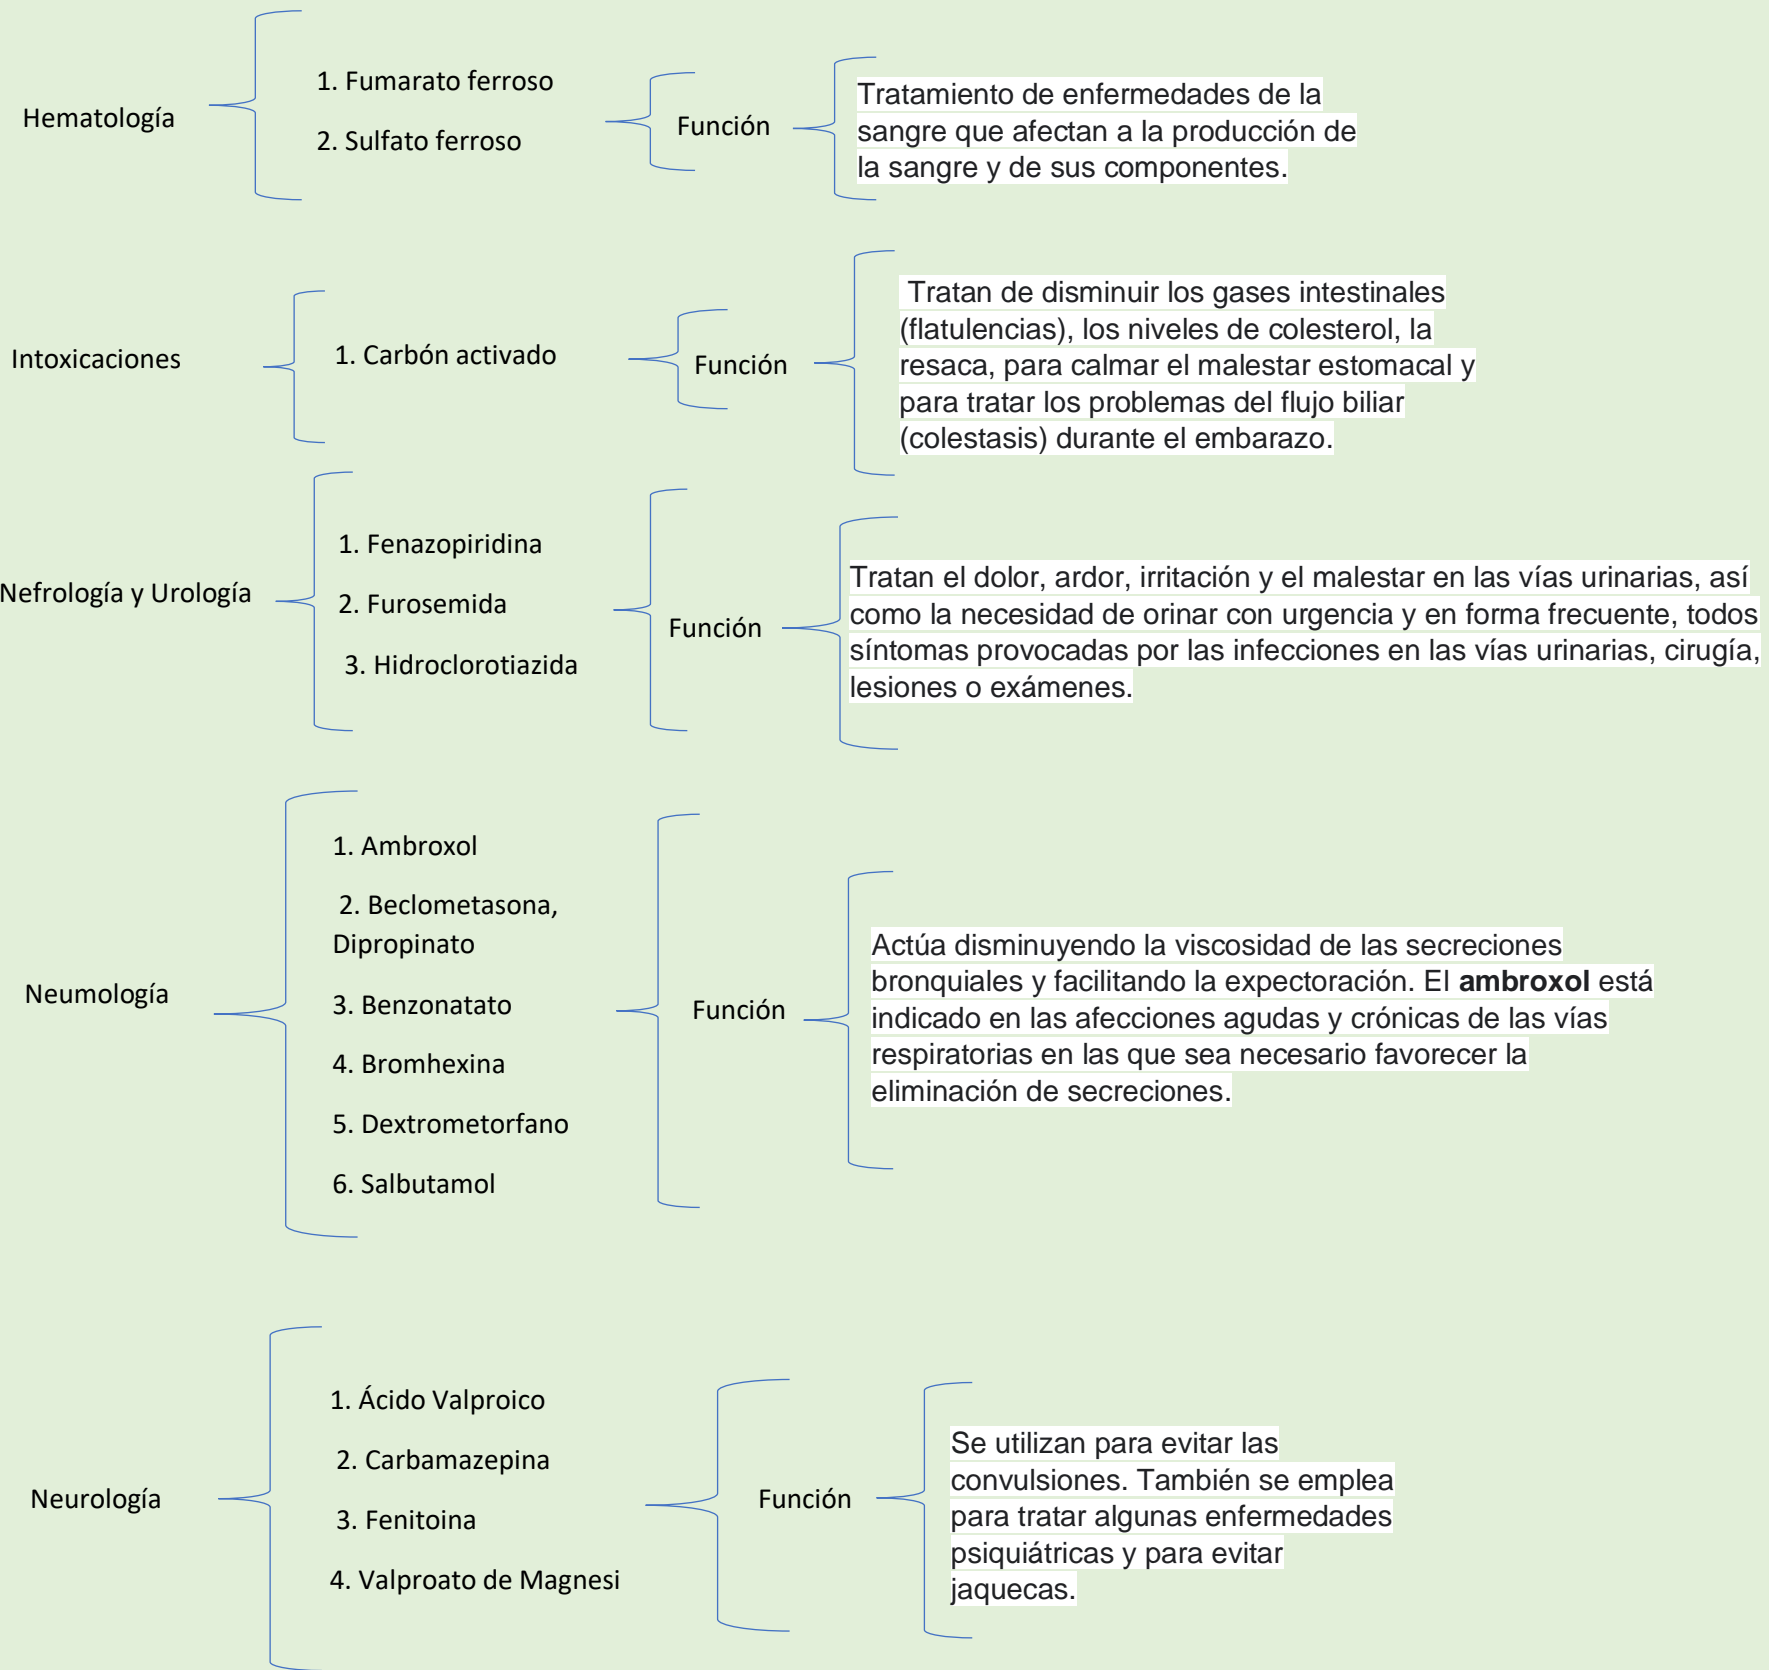 Hematología
1. Fumarato ferroso
2. Sulfato ferroso
Función
Tratamiento de enfermedades de la
sangre que afectan a la producción de
la sangre y de sus componentes.
Intoxicaciones
1. Carbón activado
Función
Tratan de disminuir los gases intestinales
(flatulencias), los niveles de colesterol, la
resaca, para calmar el malestar estomacal y
para tratar los problemas del flujo biliar
(colestasis) durante el embarazo.
Nefrología y Urología
1. Fenazopiridina
2. Furosemida
3. Hidroclorotiazida
Función
Tratan el dolor, ardor, irritación y el malestar en las vías urinarias, así
como la necesidad de orinar con urgencia y en forma frecuente, todos
síntomas provocadas por las infecciones en las vías urinarias, cirugía,
lesiones o exámenes.
Neumología
1. Ambroxol
2. Beclometasona,
Dipropinato
3. Benzonatato
4. Bromhexina
5. Dextrometorfano
6. Salbutamol
Función
Actúa disminuyendo la viscosidad de las secreciones
bronquiales y facilitando la expectoración. El ambroxol está
indicado en las afecciones agudas y crónicas de las vías
respiratorias en las que sea necesario favorecer la
eliminación de secreciones.
Neurología
1. Ácido Valproico
2. Carbamazepina
3. Fenitoina
4. Valproato de Magnesi
Función
Se utilizan para evitar las
convulsiones. También se emplea
para tratar algunas enfermedades
psiquiátricas y para evitar
jaquecas.